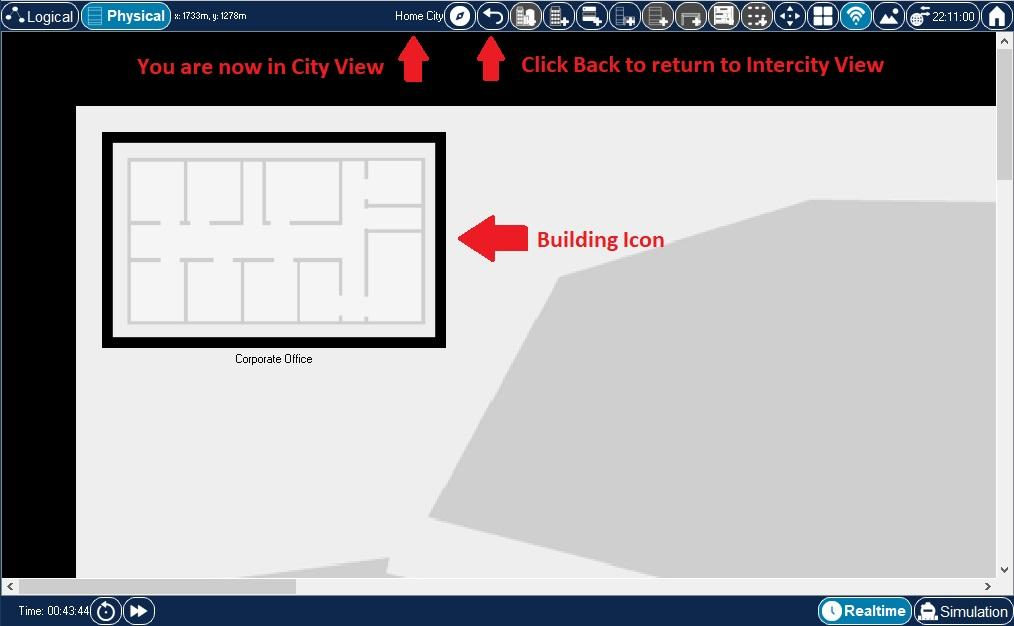 Logical
Physical
x: 1733m, y: 1278m
Home City
22:11:00
You are now in City View
Click Back to return to Intercity View
Building Icon
Corporate Office
Time: 00:43:44
Realtime
Simulation